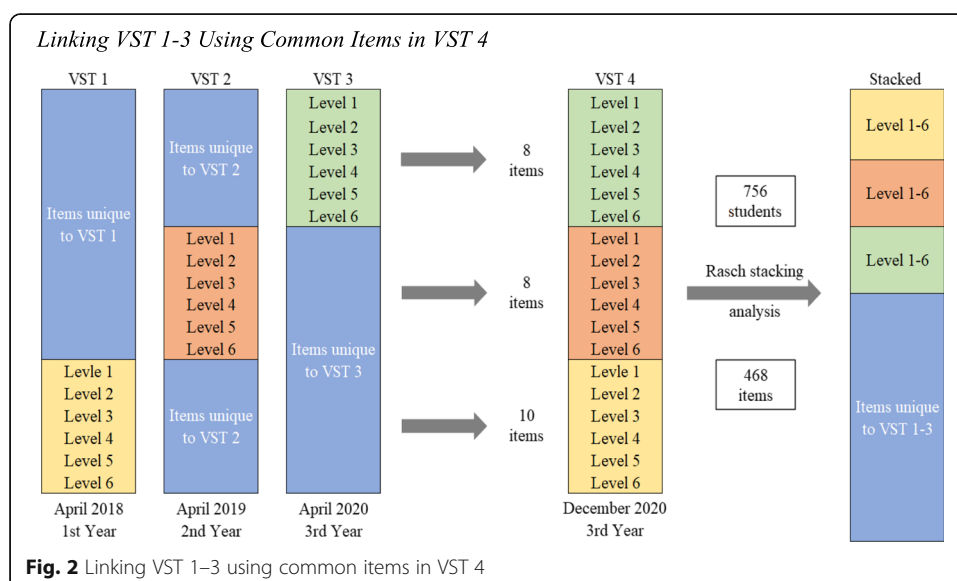 Linking VST 1-3 Using Common Items in VST 4
VST 1
VST 2
VST 3
VST 4
Stacked
Items unique
to VST 1
Levle 1
Level 2
Level 3
Level 4
Level 5
Level 6
April 2018
1st Year
Items unique
to VST 2
Level 1
Level 2
Level 3
Level 4
Level 5
Level 6
Items unique
to VST 2
April 2019
2nd Year
Level 1
Level 2
Level 3
Level 4
Level 5
Level 6
Items unique
to VST 3
April 2020
3rd Year
8
items
8
items
10
items
Level 1
Level 2
Level 3
Level 4
Level 5
Level 6
Level 1
Level 2
Level 3
Level 4
Level 5
Level 6
Levle 1
Level 2
Level 3
Level 4
Level 5
Level 6
December 2020
3rd Year
756
students
Rasch stacking
analysis
468
items
Level 1-6
Level 1-6
Level 1-6
Items unique
to VST 1-3
Fig. 2 Linking VST 1–3 using common items in VST 4